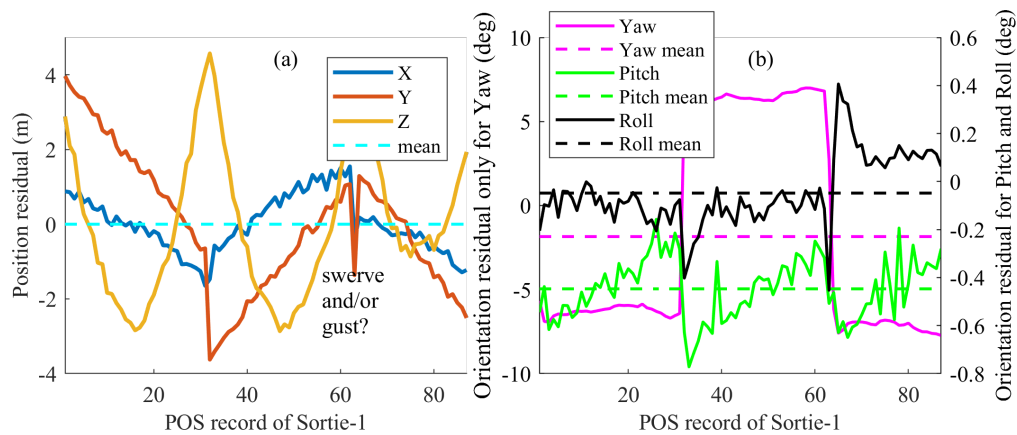 (a)
X
Y
Z
mean
4
2
0
-2
-4
Position residual (m)
swerve
and/or
gust?
20
40
60
80
POS record of Sortie-1
(b)
Yaw
Yaw mean
Pitch
Pitch mean
Roll
Roll mean
10
5
0
-5
-10
Orientation residual only for Yaw (deg)
0.6
0.4
0.2
0
-0.2
-0.4
-0.6
-0.8
Orientation residual for Pitch and Roll (deg)
20
40
60
80
POS record of Sortie-1